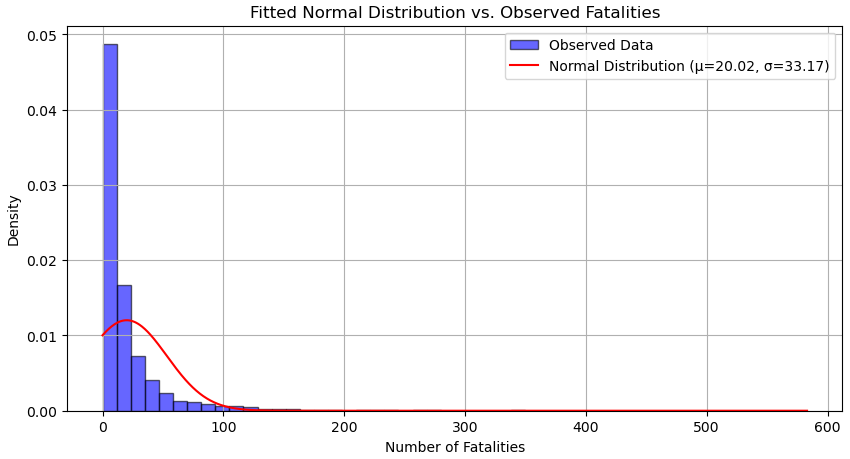 Fitted Normal Distribution vs. Observed Fatalities
Observed Data
Normal Distribution (μ=20.02, σ=33.17)
Density
0.05
0.04
0.03
0.02
0.01
0.00
0 100 200 300 400 500 600
Number of Fatalities